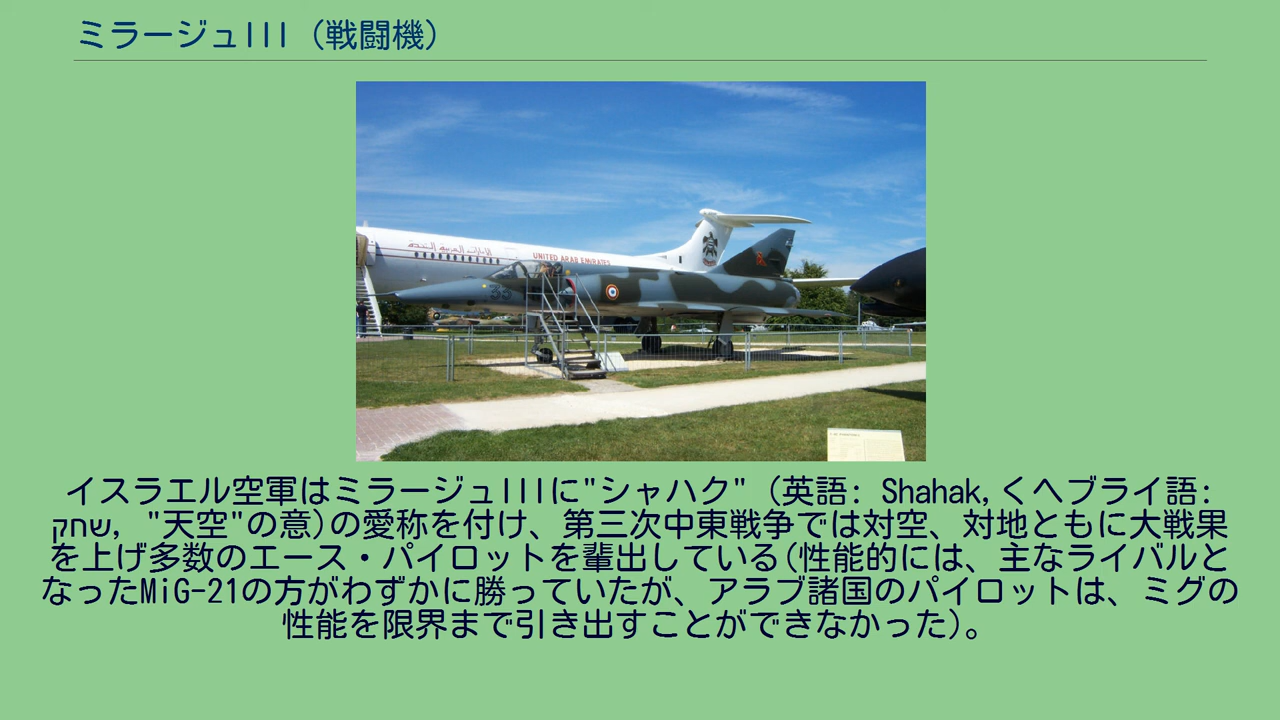 ミラージュIII (戦闘機)
الإمارات العربية المتحدة
UNITED ARAB EMIRATES
33
イスラエル空軍はミラージュIIIに"シャハク" (英語: Shahak,くヘブライ語:
שחק, "天空"の意)の愛称を付け、第三次中東戦争では対空、対地ともに大戦果
を上げ多数のエース・パイロットを輩出している(性能的には、主なライバルと
なったMiG-21の方がわずかに勝っていたが、アラブ諸国のパイロットは、ミグの
性能を限界まで引き出すことができなかった)。